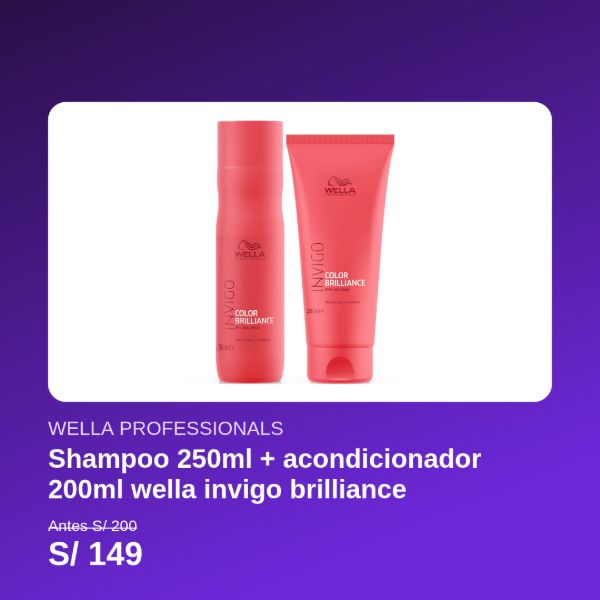 WELLA
INVIGO
COLOR
BRILLIANCE
WELLA
INVIGO
COLOR
BRILLIANCE
WELLA PROFESSIONALS
Shampoo 250ml + acondicionador
200ml wella invigo brilliance
Antes S/ 200
S/ 149